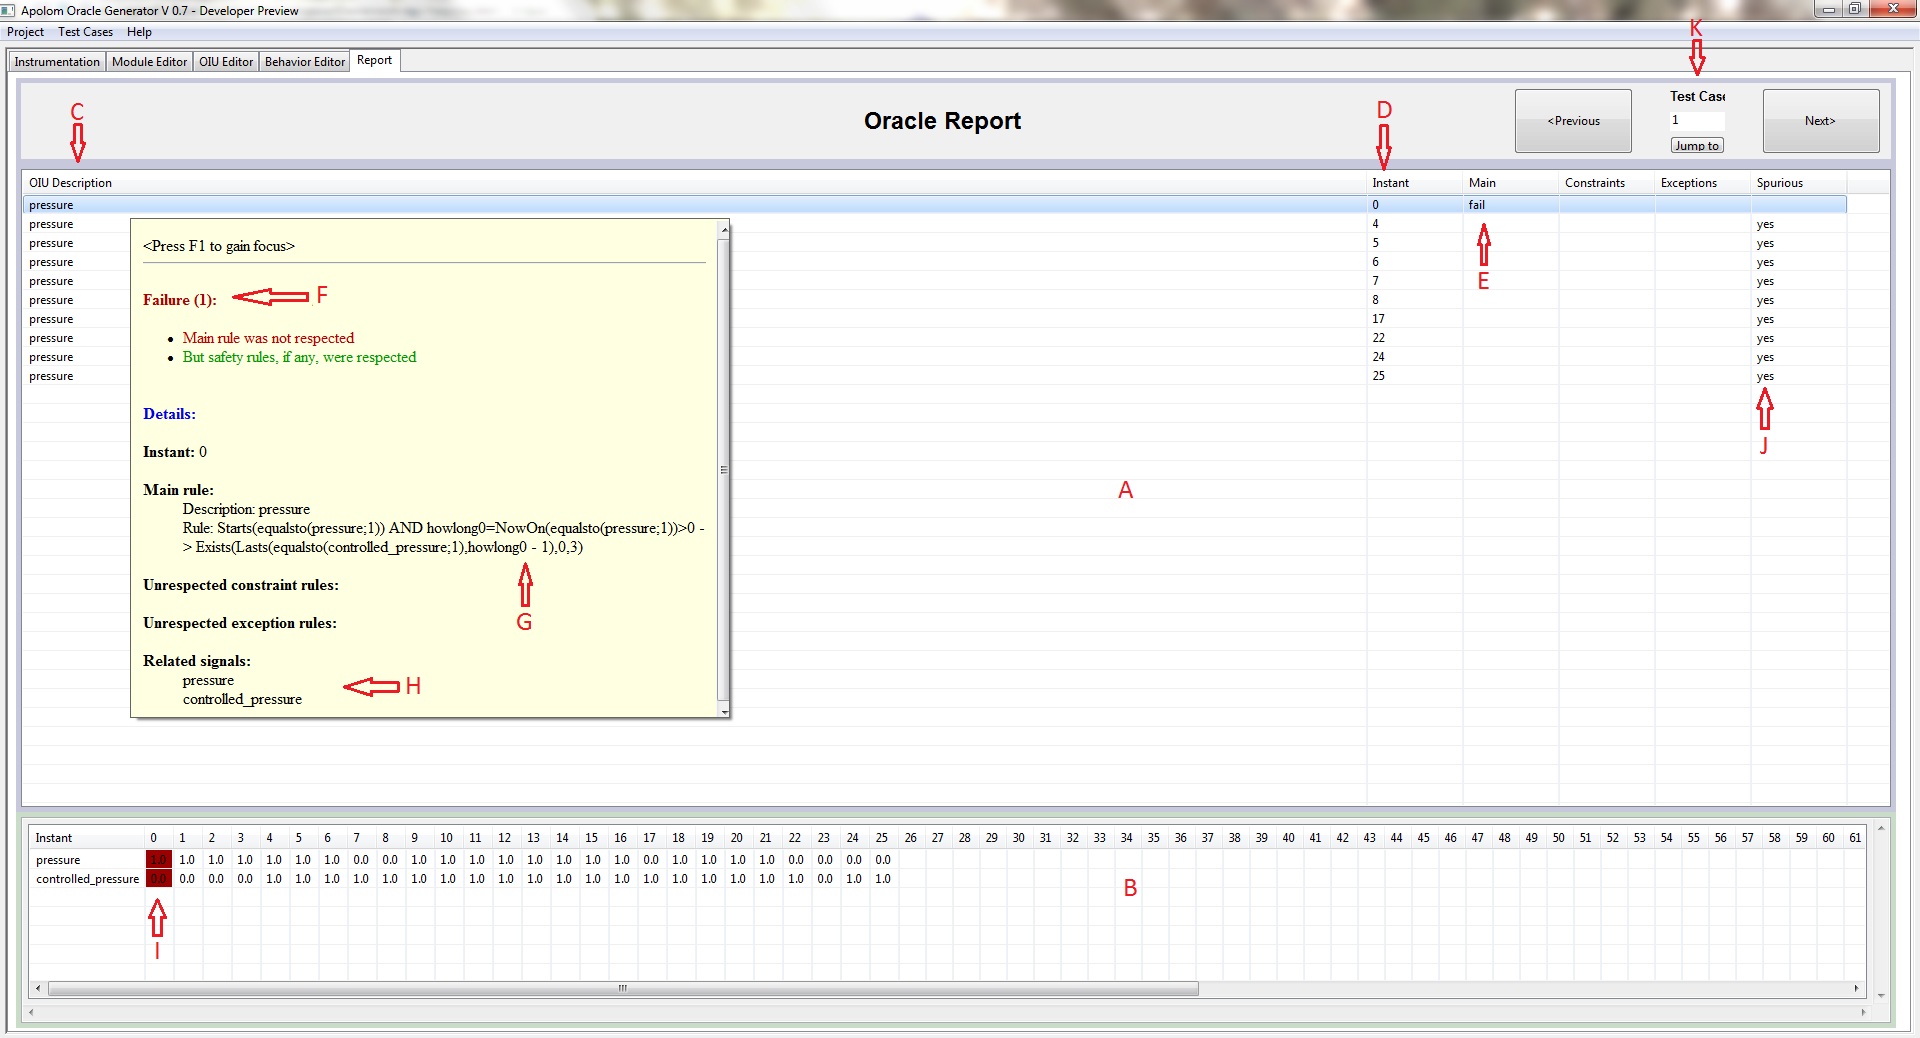 Apolom Oracle Generator V 0.7 - Developer Preview
Project Test Cases Help
K
Instrumentation Module Editor OIU Editor Behavior Editor Report
C
Oracle Report
D
<Previous
Test Case
1
Jump to
Next>
OIU Description Instant Main Constraints Exceptions Spurious
pressure 0 fail
pressure 4 yes
pressure 5 yes
pressure 6 yes
pressure 7 yes
pressure 8 yes
pressure 17 yes
pressure 22 yes
pressure 24 yes
pressure 25 yes
E
J
A
<Press F1 to gain focus>
Failure (1):
F
Main rule was not respected
But safety rules, if any, were respected
Details:
Instant: 0
Main rule:
Description: pressure
Rule: Starts(equalsto(pressure;1)) AND howlong0=NowOn(equalsto(pressure;1))>0 -
> Exists(Lasts(equalsto(controlled_pressure;1),howlong0 - 1),0,3)
Unrespected constraint rules:
G
Unrespected exception rules:
Related signals:
pressure
H
controlled_pressure
Instant 0 1 2 3 4 5 6 7 8 9 10 11 12 13 14 15 16 17 18 19 20 21 22 23 24 25 26 27 28 29 30 31 32 33 34 35 36 37 38 39 40 41 42 43 44 45 46 47 48 49 50 51 52 53 54 55 56 57 58 59 60 61
pressure 1.0 1.0 1.0 1.0 1.0 1.0 1.0 0.0 0.0 1.0 1.0 1.0 1.0 1.0 1.0 1.0 1.0 0.0 1.0 1.0 1.0 1.0 0.0 0.0 0.0 0.0
controlled_pressure 0.0 0.0 0.0 0.0 1.0 1.0 1.0 1.0 1.0 1.0 1.0 1.0 1.0 1.0 1.0 1.0 1.0 1.0 1.0 1.0 1.0 1.0 1.0 0.0 1.0 1.0
B
I